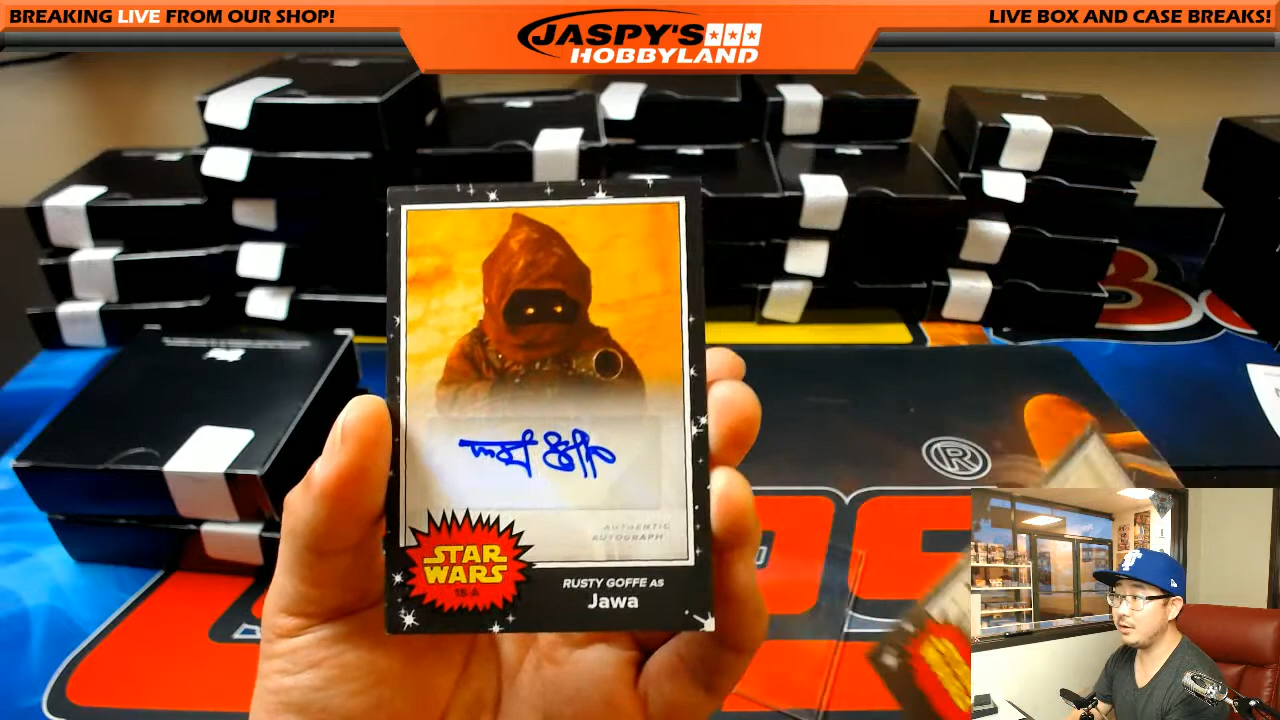 BREAKING LIVE FROM OUR SHOP!
JASPY'S
HOBBYLAND
LIVE BOX AND CASE BREAKS!
®
AUTHENTIC
AUTOGRAPH
STAR
WARS
18-A
RUSTY GOFFE AS
Jawa